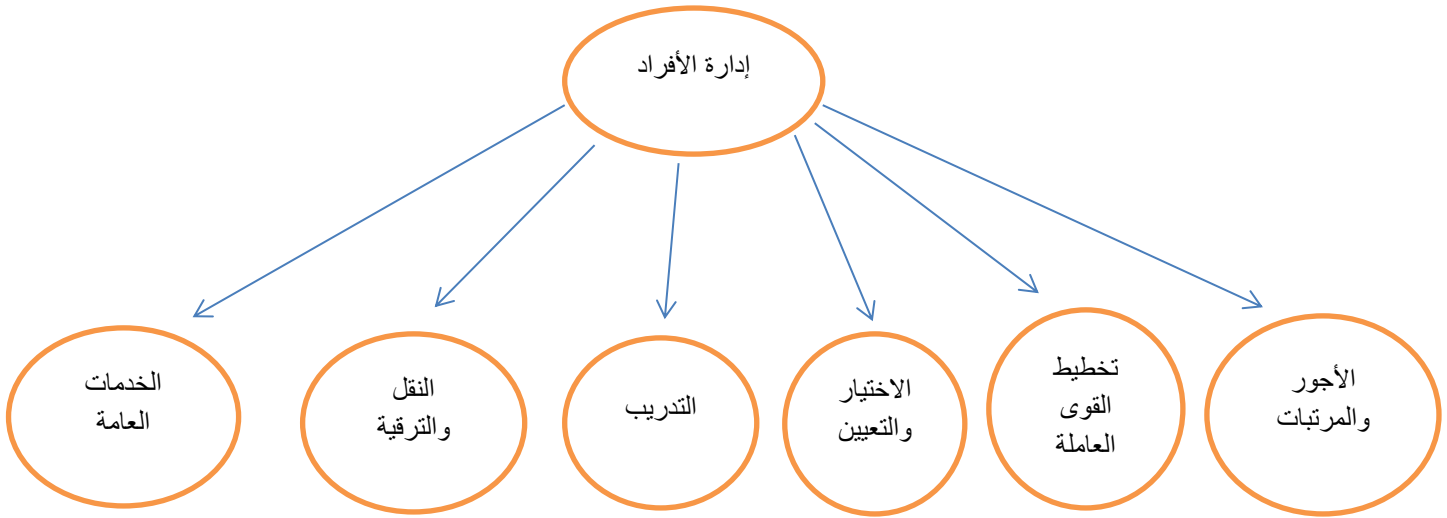 إدارة الأفراد
الأجور
والمرتبات
تخطيط
القوى
العاملة
الاختيار
والتعيين
التدريب
النقل
والترقية
الخدمات
العامة